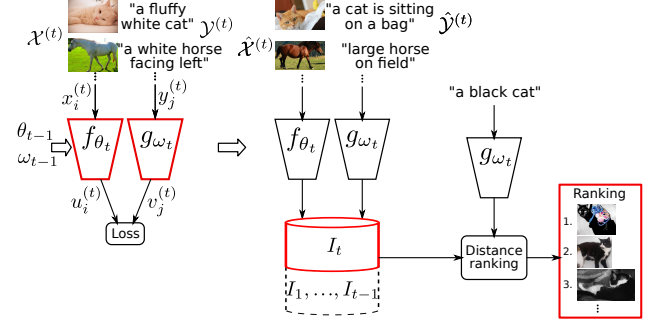 "a fluffy
white cat"
𝒳^(t)
𝒴^(t)
"a white horse
facing left"
⋮
⋮
x_i^(t)
y_j^(t)
θ_{t-1}
ω_{t-1}
f_{θ_t}
g_{ω_t}
u_i^(t)
v_j^(t)
Loss
"a cat is sitting
on a bag"
𝒳̂^(t)
𝒴̂^(t)
"large horse
on field"
⋮
⋮
f_{θ_t}
g_{ω_t}
I_t
I_1,...,I_{t-1}
"a black cat"
g_{ω_t}
Distance
ranking
Ranking
1.
2.
3.
⋮